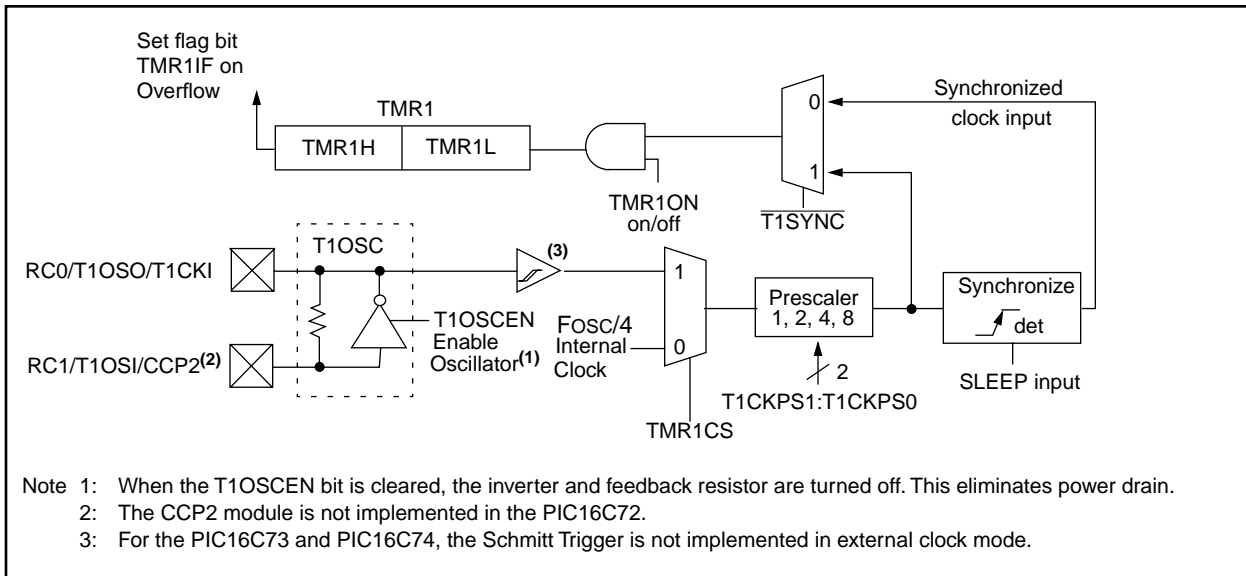 Set flag bit
TMR1IF on
Overflow
TMR1
TMR1H
TMR1L
TMR1ON
on/off
0
1
T1SYNC
Synchronized
clock input
RC0/T1OSO/T1CKI
RC1/T1OSI/CCP2(2)
T1OSC
T1OSCEN
Enable
Oscillator(1)
(3)
FOSC/4
Internal
Clock
1
0
TMR1CS
Prescaler
1, 2, 4, 8
2
T1CKPS1:T1CKPS0
Synchronize
det
SLEEP input
Note 1: When the T1OSCEN bit is cleared, the inverter and feedback resistor are turned off. This eliminates power drain.
2: The CCP2 module is not implemented in the PIC16C72.
3: For the PIC16C73 and PIC16C74, the Schmitt Trigger is not implemented in external clock mode.